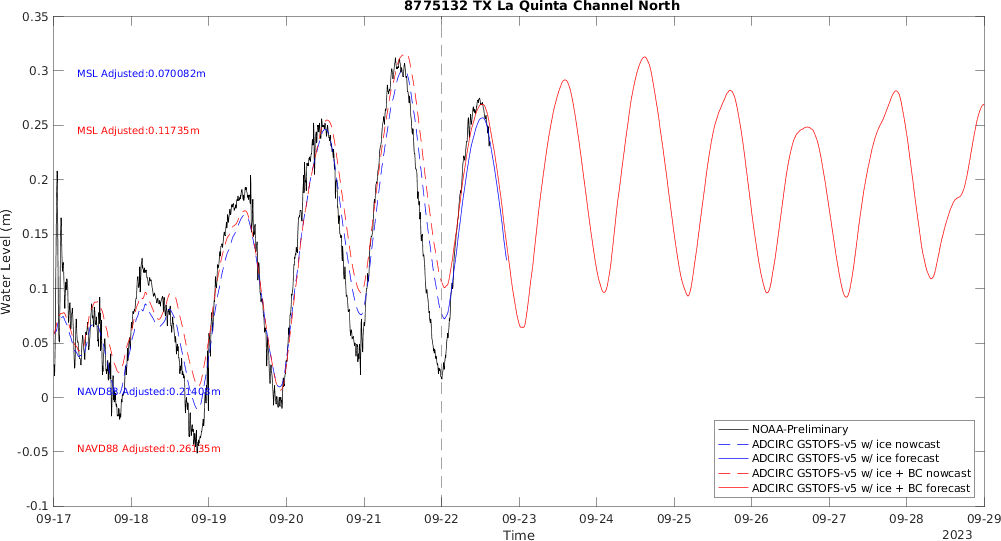 8775132 TX La Quinta Channel North
0.35
0.3
0.25
0.2
0.15
0.1
0.05
0
-0.05
-0.1
Water Level (m)
MSL Adjusted:0.070082m
MSL Adjusted:0.11735m
NAVD88 Adjusted:0.21408m
NAVD88 Adjusted:0.26135m
NOAA-Preliminary
ADCIRC GSTOFS-v5 w/ ice nowcast
ADCIRC GSTOFS-v5 w/ ice forecast
ADCIRC GSTOFS-v5 w/ ice + BC nowcast
ADCIRC GSTOFS-v5 w/ ice + BC forecast
09-17 09-18 09-19 09-20 09-21 09-22 09-23 09-24 09-25 09-26 09-27 09-28 09-29
Time
2023